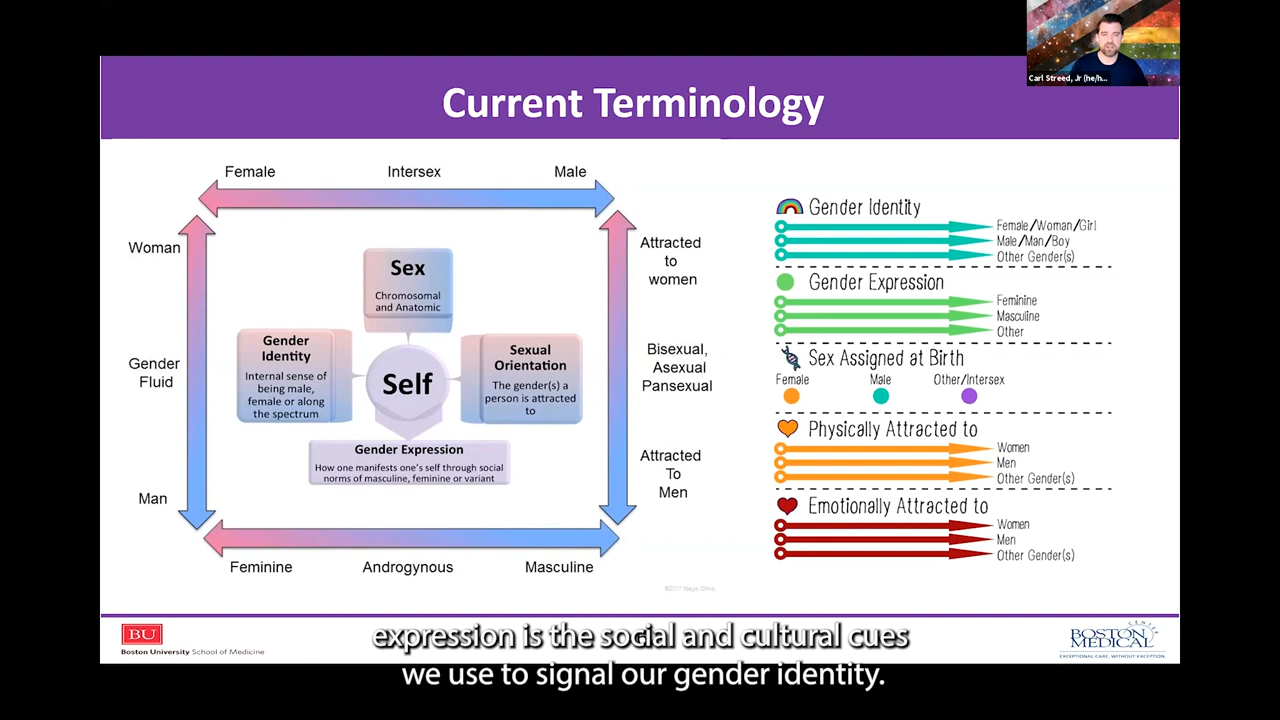 Carl Streed, Jr (he/h...
Current Terminology
Female
Intersex
Male
Woman
Gender
Fluid
Man
Sex
Chromosomal
and Anatomic
Gender
Identity
Internal sense of
being male,
female or along
the spectrum
Self
Sexual
Orientation
The gender(s) a
person is attracted
to
Gender Expression
How one manifests one's self through social
norms of masculine, feminine or variant
Attracted
to
women
Bisexual,
Asexual
Pansexual
Attracted
To
Men
Feminine
Androgynous
Masculine
Gender Identity
Female/Woman/Girl
Male/Man/Boy
Other Gender(s)
Gender Expression
Feminine
Masculine
Other
Sex Assigned at Birth
Female
Male
Other/Intersex
Physically Attracted to
Women
Men
Other Gender(s)
Emotionally Attracted to
Women
Men
Other Gender(s)
©2017 Mayo Clinic
BU
Boston University School of Medicine
BOSTON
MEDICAL
CENTER
EXCEPTIONAL CARE. WITHOUT EXCEPTION.
expression is the social and cultural cues
we use to signal our gender identity.